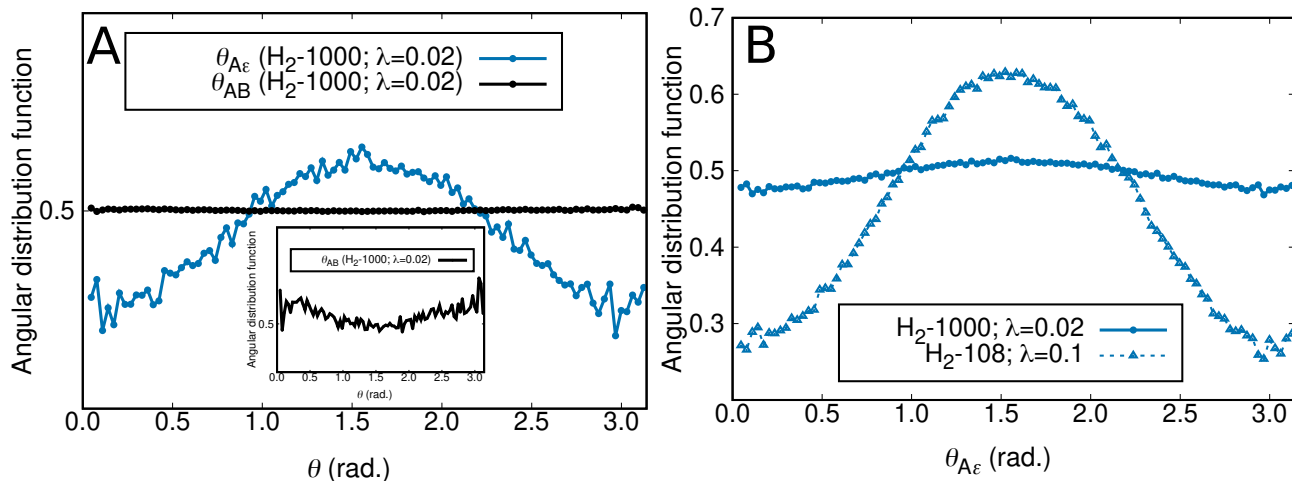 A
θAε (H2-1000; λ=0.02)
θAB (H2-1000; λ=0.02)
Angular distribution function
0.5
0.0 0.5 1.0 1.5 2.0 2.5 3.0
θ (rad.)
θAB (H2-1000; λ=0.02)
Angular distribution function
0.5
0.0 0.5 1.0 1.5 2.0 2.5 3.0
θ (rad.)
B
Angular distribution function
0.7
0.6
0.5
0.4
0.3
H2-1000; λ=0.02
H2-108; λ=0.1
0.0 0.5 1.0 1.5 2.0 2.5 3.0
θAε (rad.)